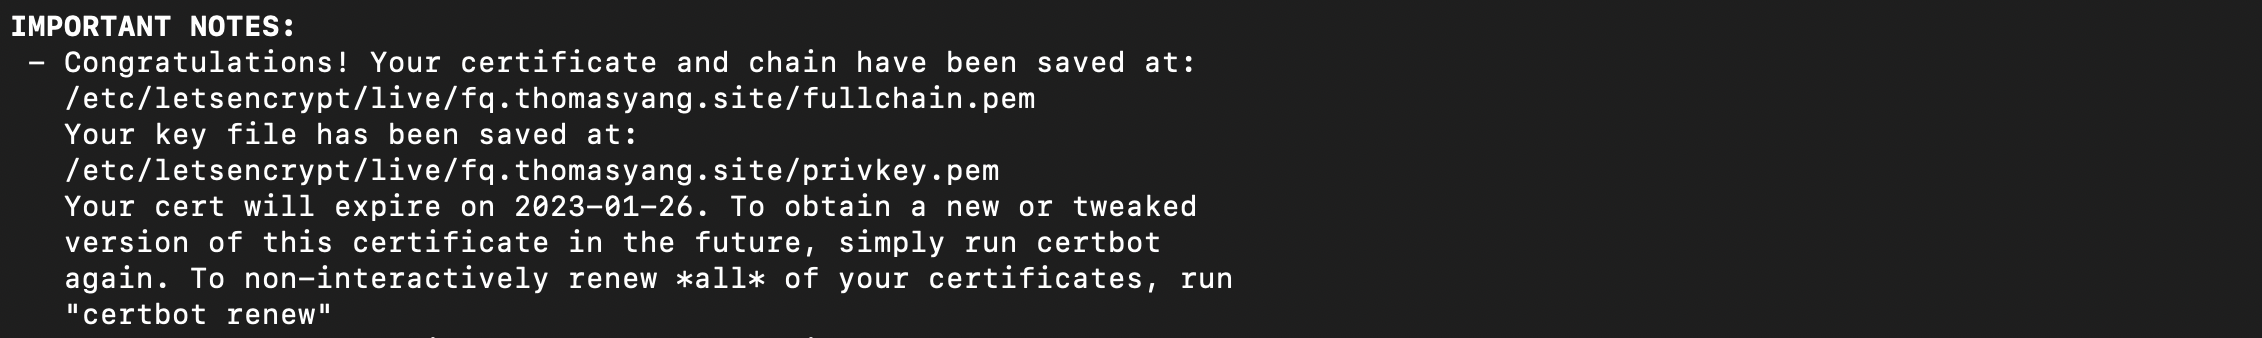 IMPORTANT NOTES:
 - Congratulations! Your certificate and chain have been saved at:
   /etc/letsencrypt/live/fq.thomasyang.site/fullchain.pem
   Your key file has been saved at:
   /etc/letsencrypt/live/fq.thomasyang.site/privkey.pem
   Your cert will expire on 2023-01-26. To obtain a new or tweaked
   version of this certificate in the future, simply run certbot
   again. To non-interactively renew *all* of your certificates, run
   "certbot renew"